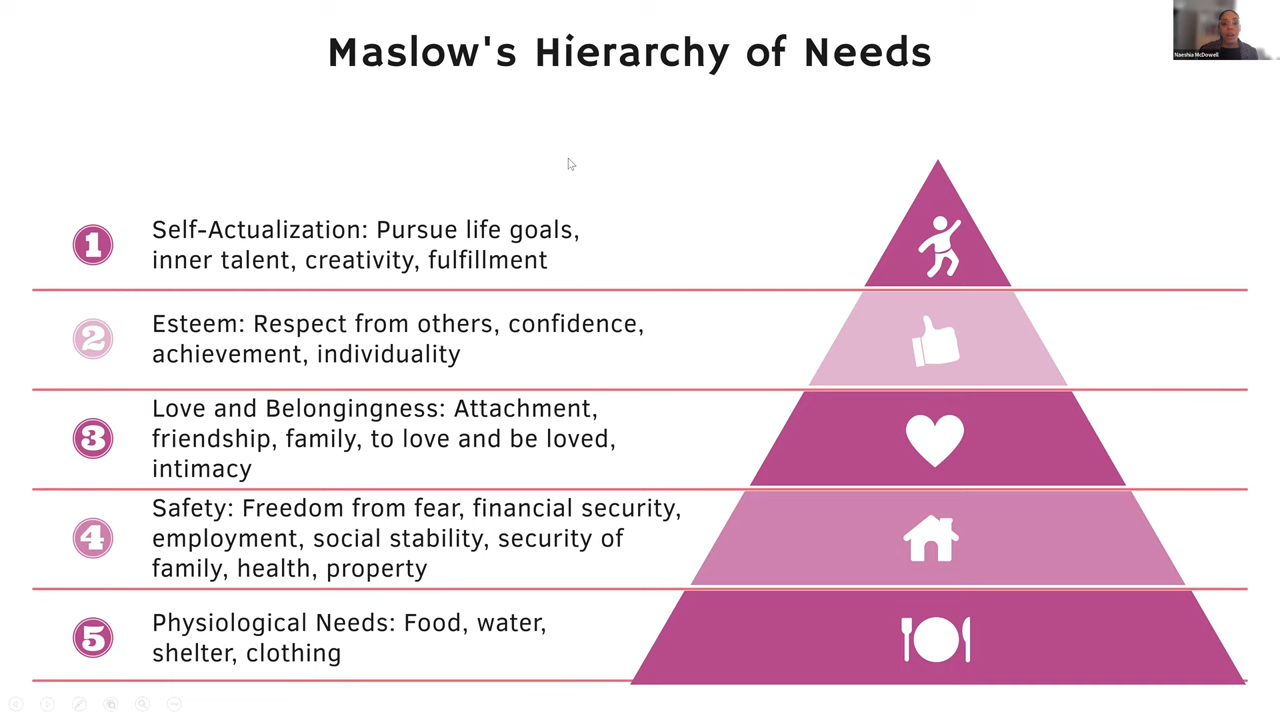 Maslow's Hierarchy of Needs
Naeshia McDowell
1
Self-Actualization: Pursue life goals,
inner talent, creativity, fulfillment
2
Esteem: Respect from others, confidence,
achievement, individuality
3
Love and Belongingness: Attachment,
friendship, family, to love and be loved,
intimacy
4
Safety: Freedom from fear, financial security,
employment, social stability, security of
family, health, property
5
Physiological Needs: Food, water,
shelter, clothing